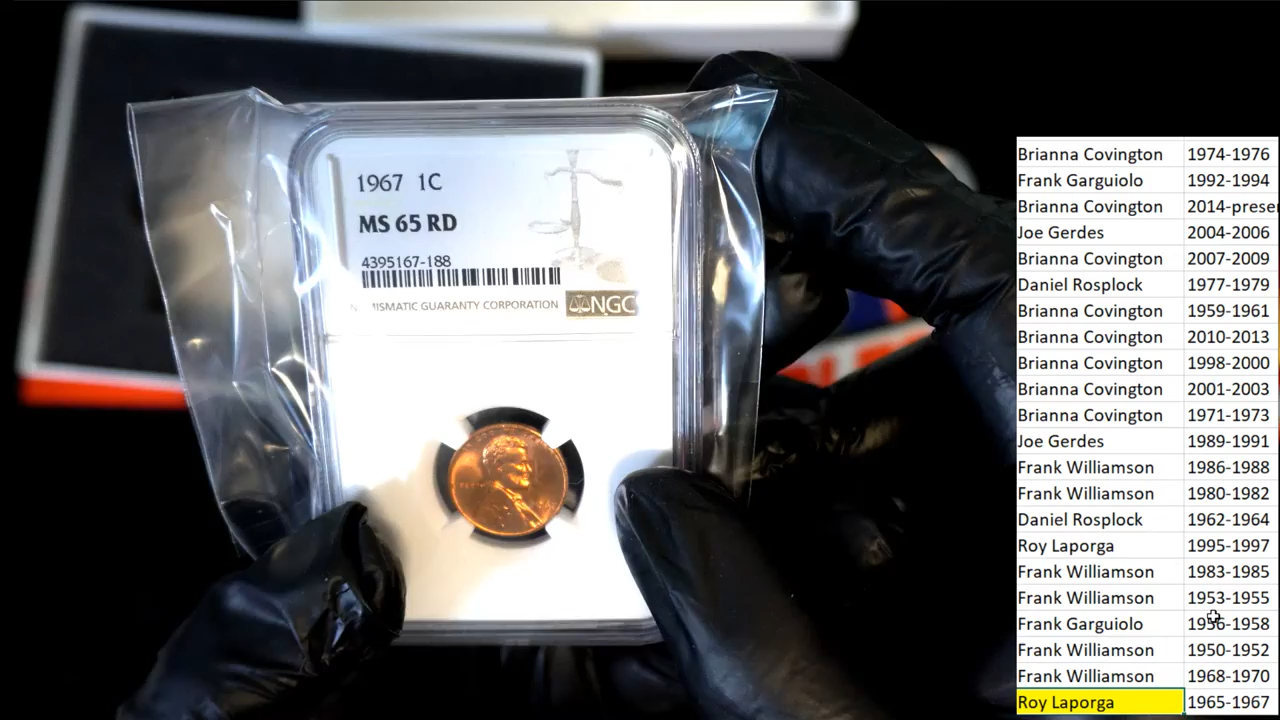 1967 1C
MS 65 RD
4395167-188
MISMATIC GUARANTY CORPORATION NGC
Brianna Covington 1974-1976
Frank Garguiolo 1992-1994
Brianna Covington 2014-preser
Joe Gerdes 2004-2006
Brianna Covington 2007-2009
Daniel Rosplock 1977-1979
Brianna Covington 1959-1961
Brianna Covington 2010-2013
Brianna Covington 1998-2000
Brianna Covington 2001-2003
Brianna Covington 1971-1973
Joe Gerdes 1989-1991
Frank Williamson 1986-1988
Frank Williamson 1980-1982
Daniel Rosplock 1962-1964
Roy Laporga 1995-1997
Frank Williamson 1983-1985
Frank Williamson 1953-1955
Frank Garguiolo 1956-1958
Frank Williamson 1950-1952
Frank Williamson 1968-1970
Roy Laporga 1965-1967